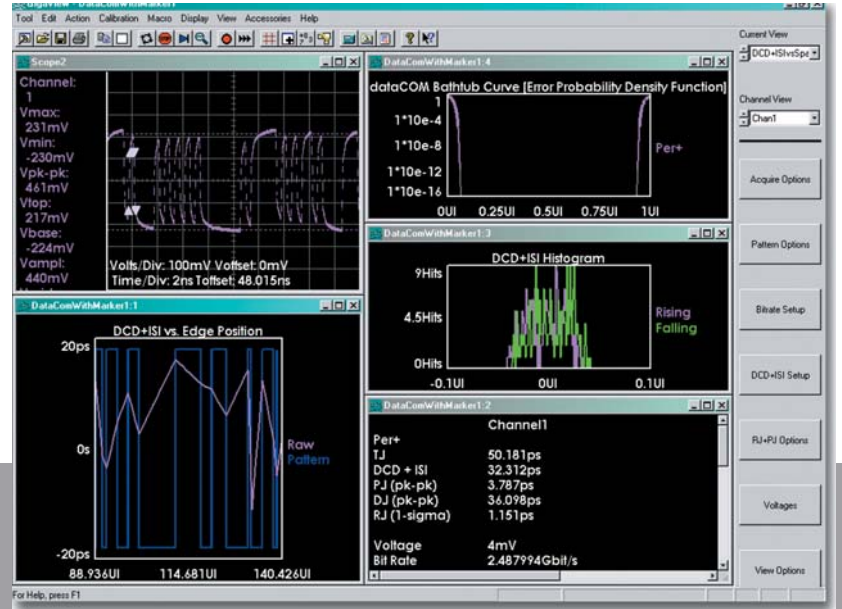 GigaView - DataComWithMarker1
Tool Edit Action Calibration Macro Display View Accessories Help
Scope2
Channel:
1
Vmax:
231mV
Vmin:
-230mV
Vpk-pk:
461mV
Vtop:
217mV
Vbase:
-224mV
Vampl:
440mV
Volts/Div: 100mV Voffset: 0mV
Time/Div: 2ns Toffset: 48.015ns
DataComWithMarker1:4
dataCOM Bathtub Curve [Error Probability Density Function]
1
1*10e-4
1*10e-8
1*10e-12
1*10e-16
Per+
0UI 0.25UI 0.5UI 0.75UI 1UI
DataComWithMarker1:3
DCD+ISI Histogram
9Hits
4.5Hits
0Hits
Rising
Falling
-0.1UI 0UI 0.1UI
DataComWithMarker1:1
DCD+ISI vs. Edge Position
20ps
0s
-20ps
Raw
Pattern
88.936UI 114.681UI 140.426UI
DataComWithMarker1:2
Channel1
Per+
TJ 50.181ps
DCD + ISI 32.312ps
PJ (pk-pk) 3.787ps
DJ (pk-pk) 36.098ps
RJ (1-sigma) 1.151ps
Voltage 4mV
Bit Rate 2.487994Gbit/s
Current View
DCD+ISIvsSpa
Channel View
Chan1
Acquire Options
Pattern Options
Bitrate Setup
DCD+ISI Setup
RJ+PJ Options
Voltages
View Options
For Help, press F1